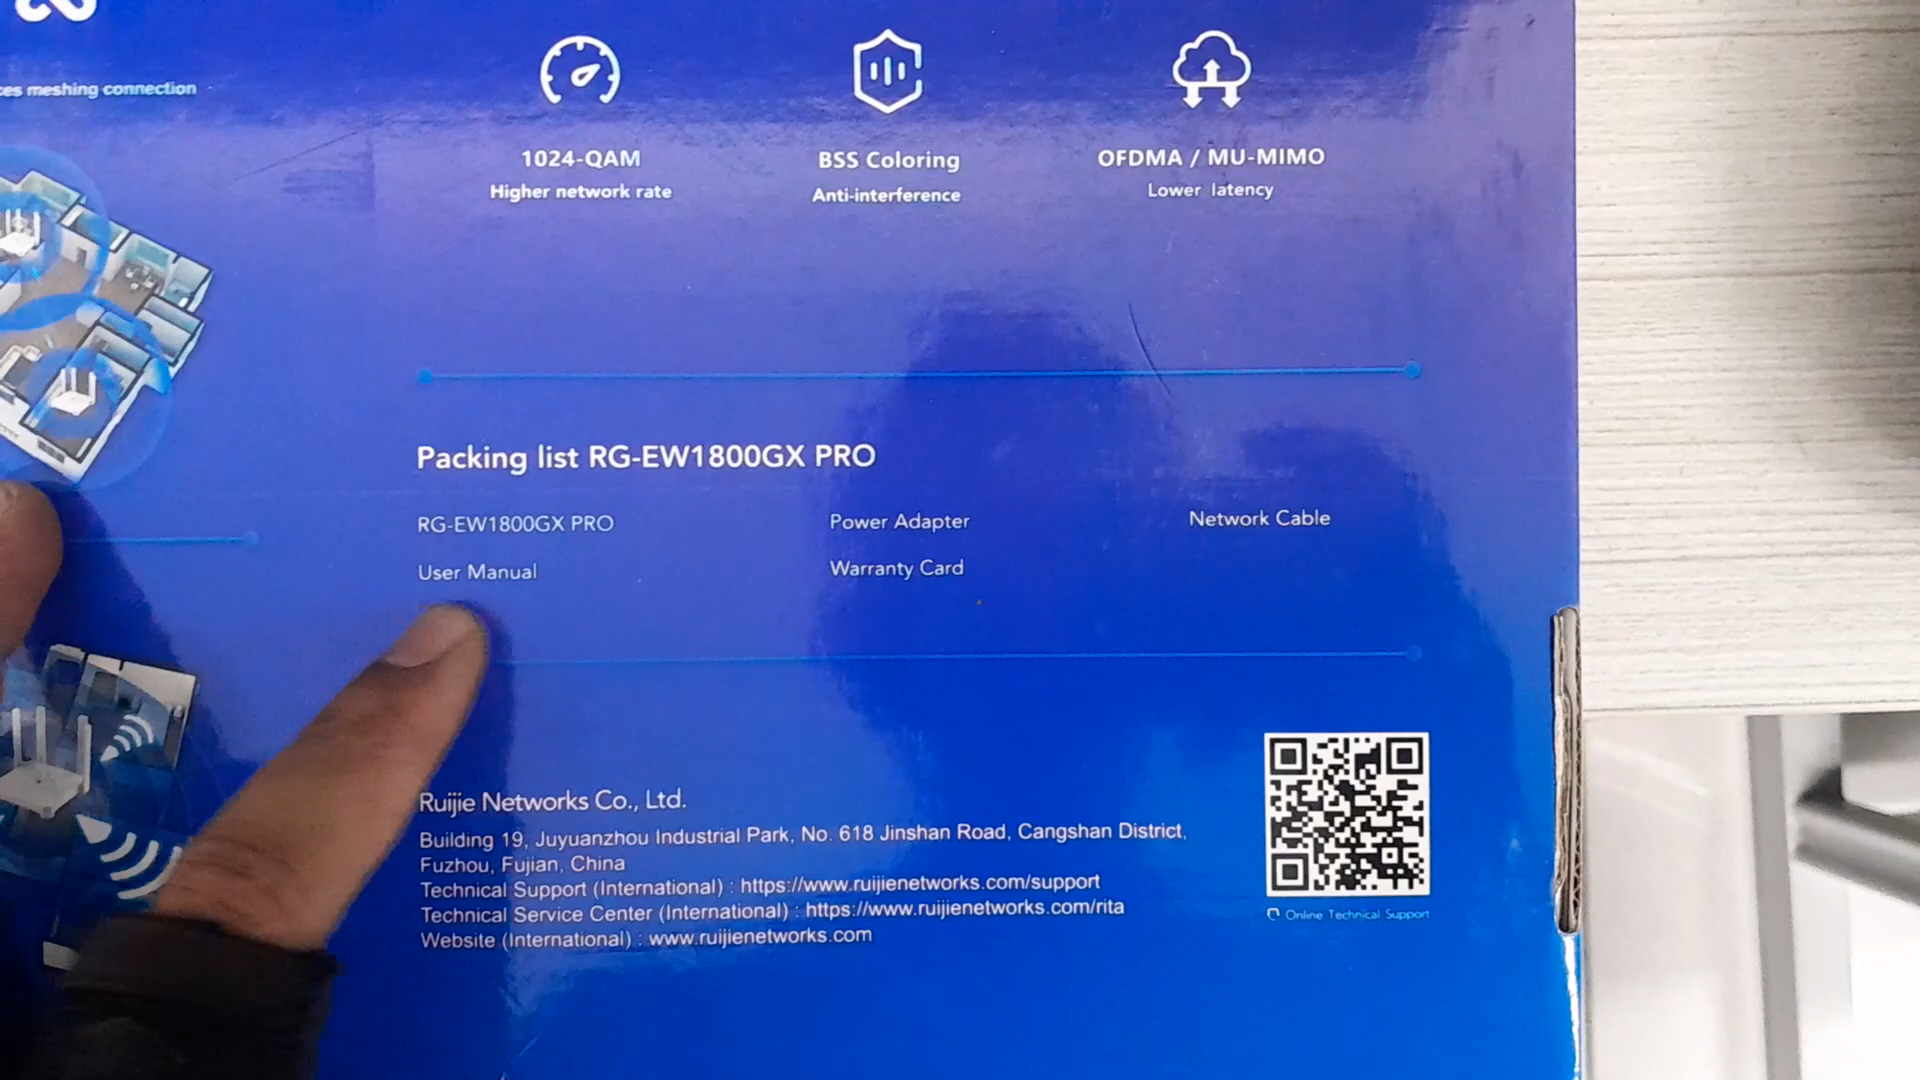 meshing connection
1024-QAM
Higher network rate
BSS Coloring
Anti-interference
OFDMA / MU-MIMO
Lower latency
Packing list RG-EW1800GX PRO
RG-EW1800GX PRO
Power Adapter
Network Cable
User Manual
Warranty Card
Ruijie Networks Co., Ltd.
Building 19, Juyuanzhou Industrial Park, No. 618 Jinshan Road, Cangshan District,
Fuzhou, Fujian, China
Technical Support (International) : https://www.ruijienetworks.com/support
Technical Service Center (International) : https://www.ruijienetworks.com/rita
Website (International) : www.ruijienetworks.com
Online Technical Support